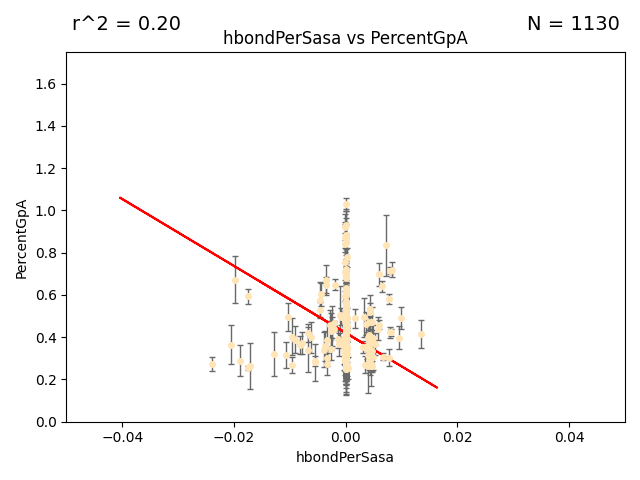 r^2 = 0.20
N = 1130
hbondPerSasa vs PercentGpA
PercentGpA
1.6
1.4
1.2
1.0
0.8
0.6
0.4
0.2
0.0
−0.04 −0.02 0.00 0.02 0.04
hbondPerSasa